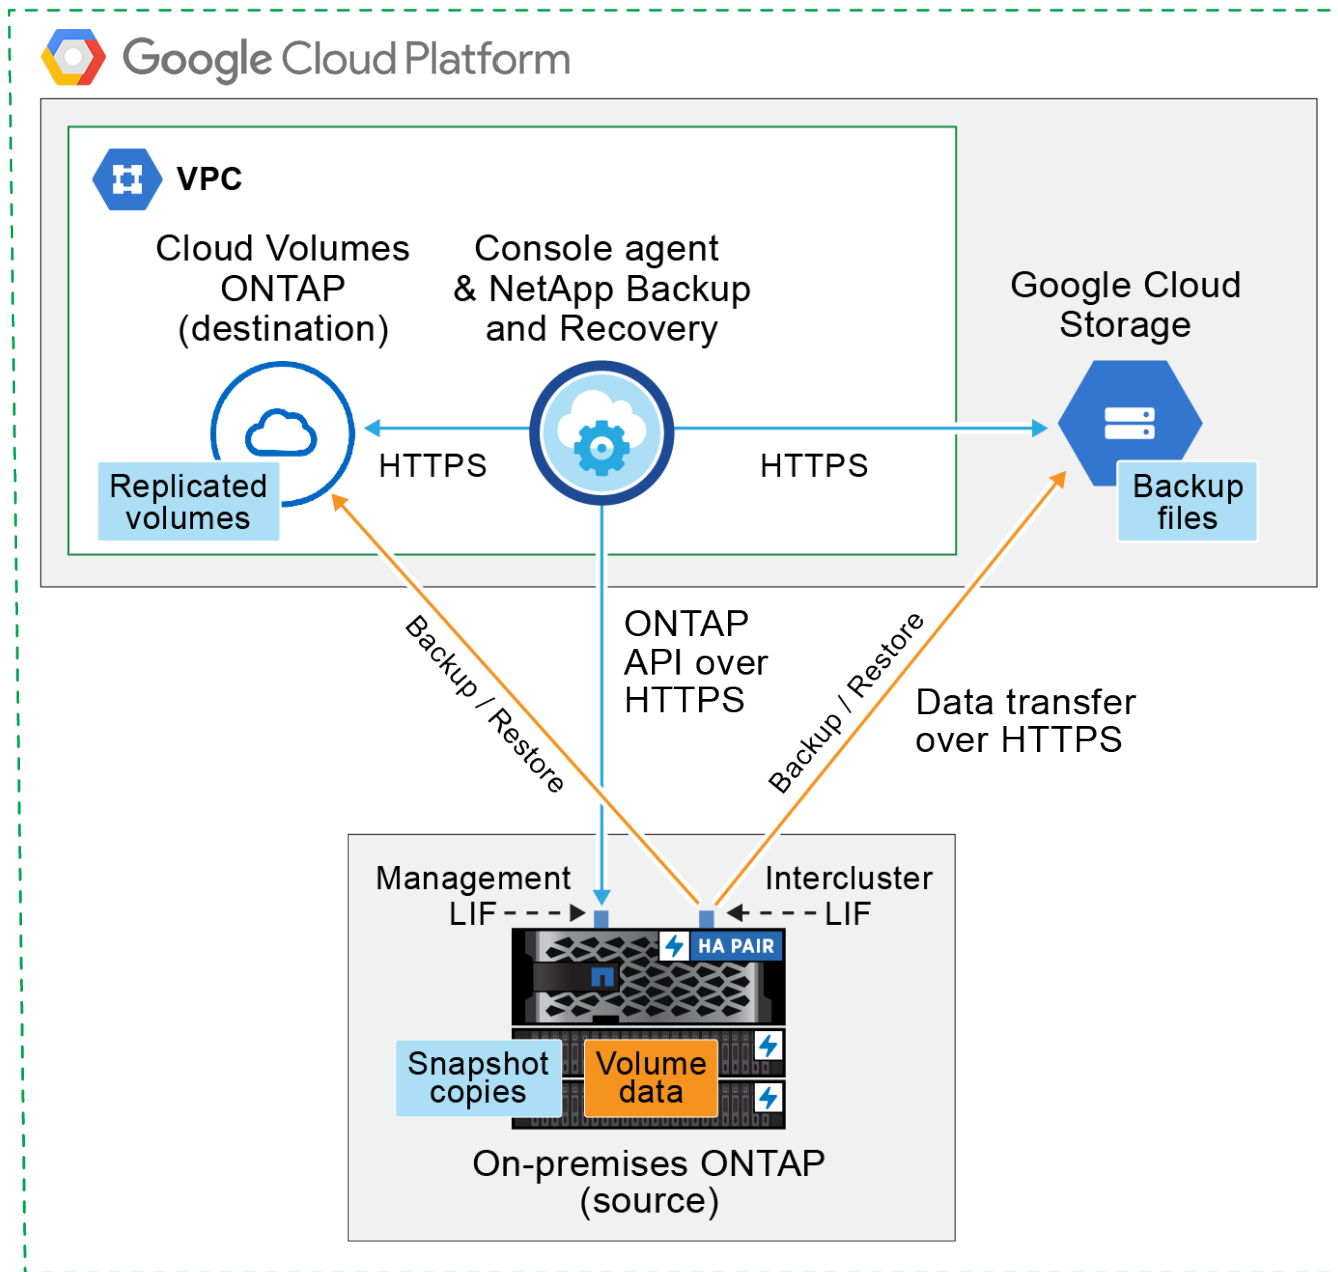 Google Cloud Platform
VPC
Cloud Volumes
ONTAP
(destination)
Console agent
& NetApp Backup
and Recovery
Google Cloud
Storage
HTTPS
HTTPS
Replicated
volumes
Backup
files
Backup / Restore
ONTAP
API over
HTTPS
Backup / Restore
Data transfer
over HTTPS
Management
LIF
Intercluster
LIF
HA PAIR
Snapshot
copies
Volume
data
On-premises ONTAP
(source)